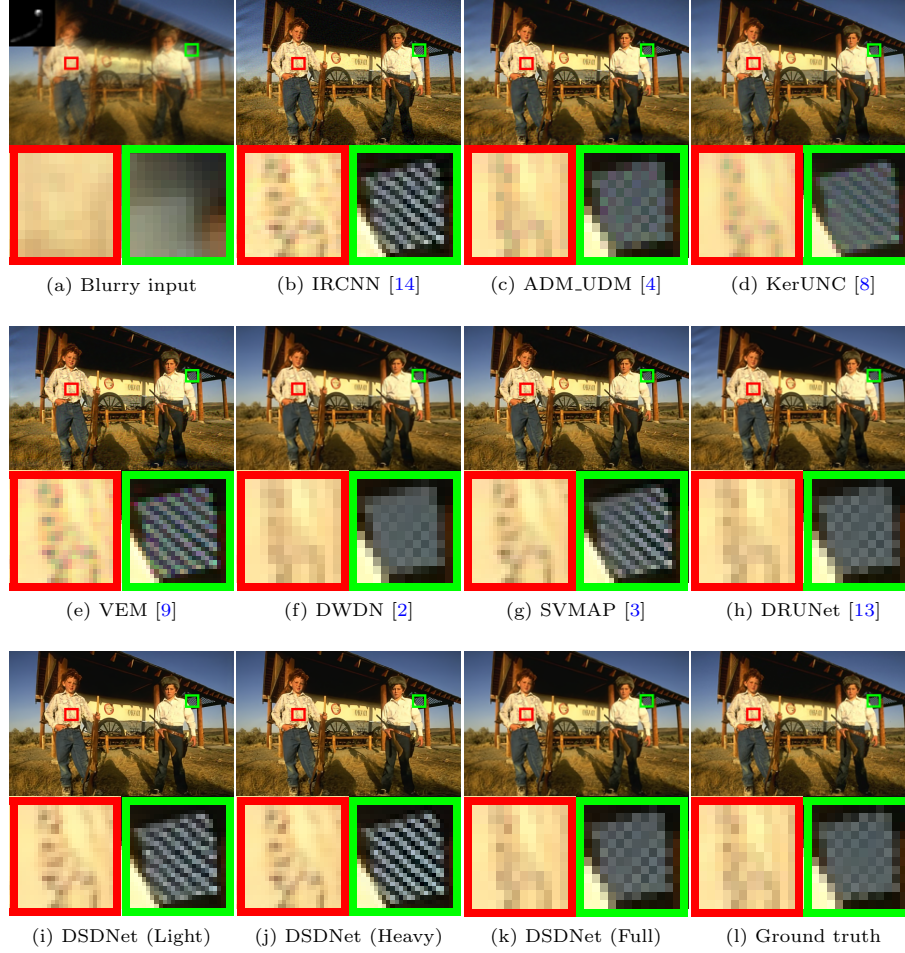 (a) Blurry input
(b) IRCNN [14]
(c) ADM_UDM [4]
(d) KerUNC [8]
(e) VEM [9]
(f) DWDN [2]
(g) SVMAP [3]
(h) DRUNet [13]
(i) DSDNet (Light)
(j) DSDNet (Heavy)
(k) DSDNet (Full)
(l) Ground truth